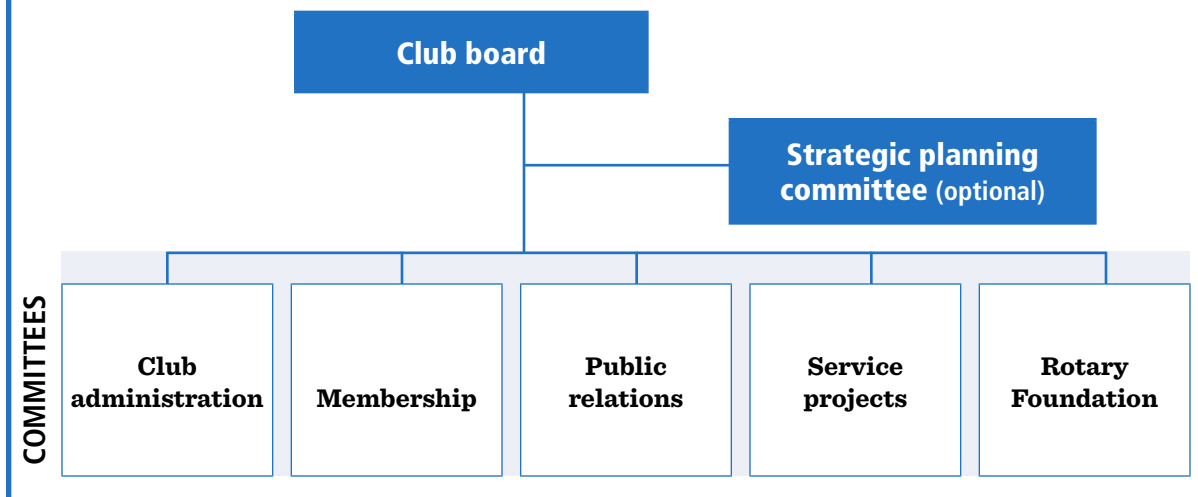 Club board
Strategic planning
committee (optional)
COMMITTEES
Club
administration
Membership
Public
relations
Service
projects
Rotary
Foundation